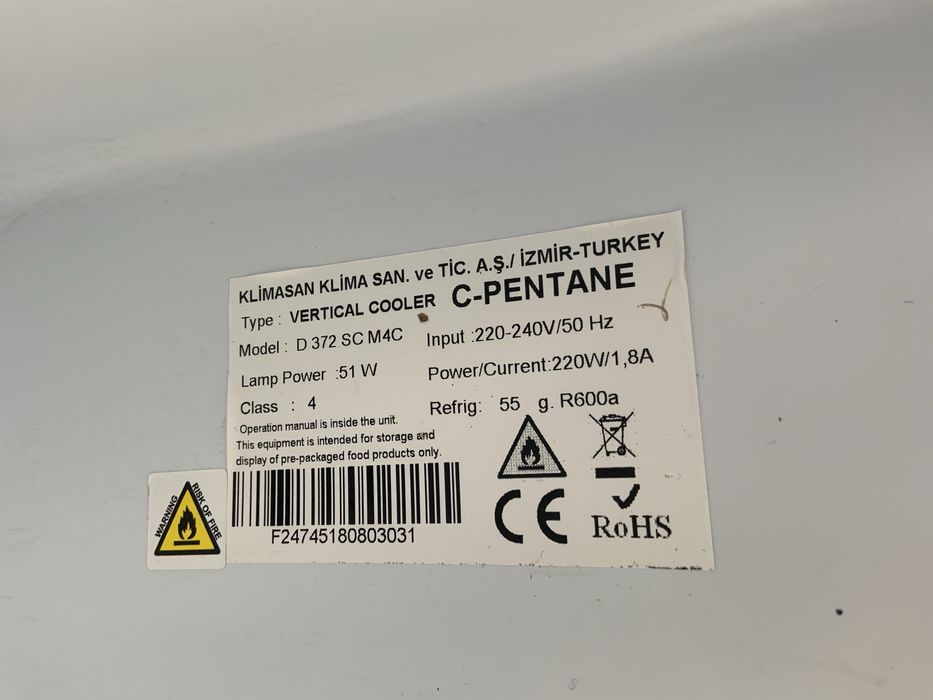 KLİMASAN KLİMA SAN. ve TİC. A.Ş./ İZMİR-TURKEY
Type : VERTICAL COOLER C-PENTANE
Model : D 372 SC M4C Input :220-240V/50 Hz
Lamp Power :51 W Power/Current:220W/1,8A
Class : 4 Refrig: 55 g. R600a
Operation manual is inside the unit.
This equipment is intended for storage and
display of pre-packaged food products only.
F24745180803031
CE
RoHS
WARNING
RISK OF FIRE